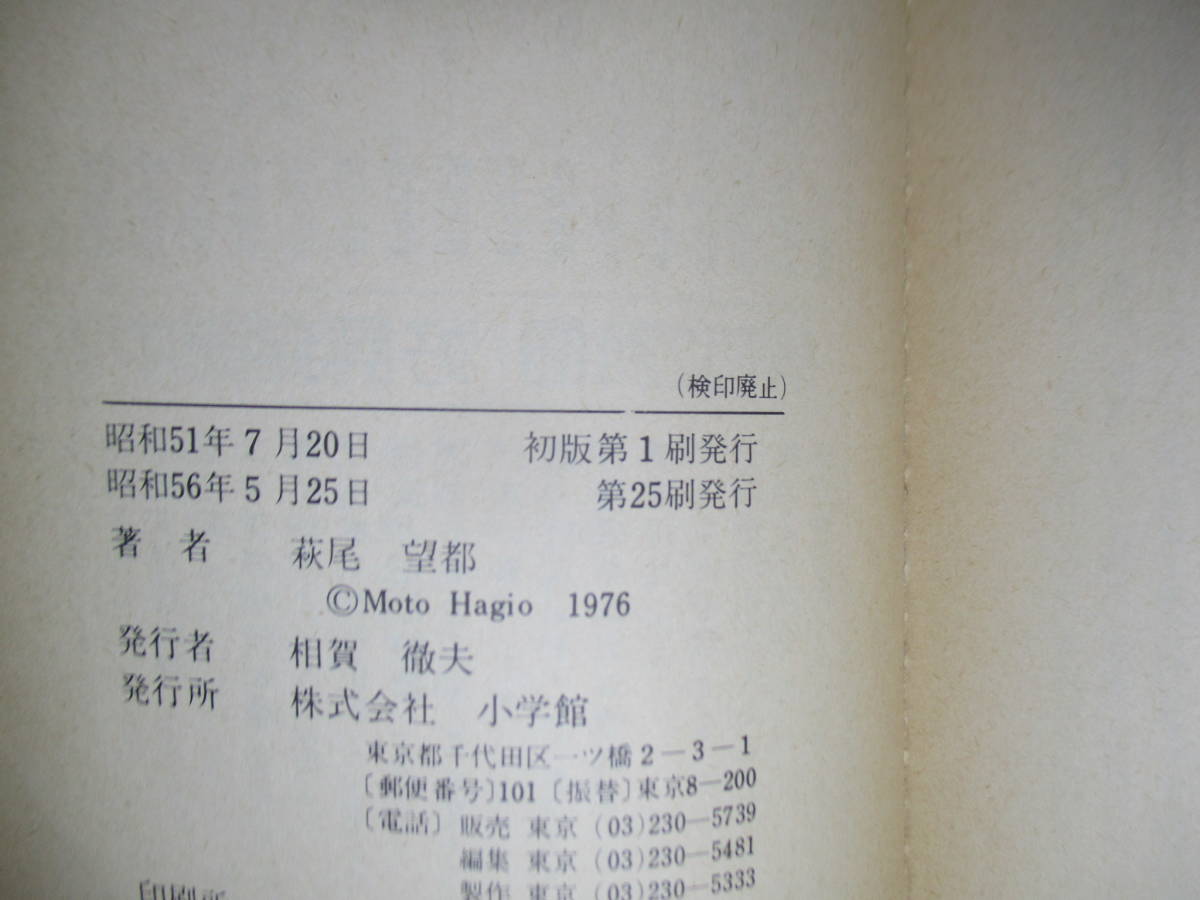 （検印廃止）
昭和51年7月20日　初版第1刷発行
昭和56年5月25日　第25刷発行
著者　萩尾　望都
©Moto Hagio 1976
発行者　相賀　徹夫
発行所　株式会社　小学館
東京都千代田区一ツ橋2－3－1
〔郵便番号〕101〔振替〕東京8－200
〔電話〕販売　東京（03）230－5739
編集　東京（03）230－5481
製作　東京（03）230－5333
印刷所